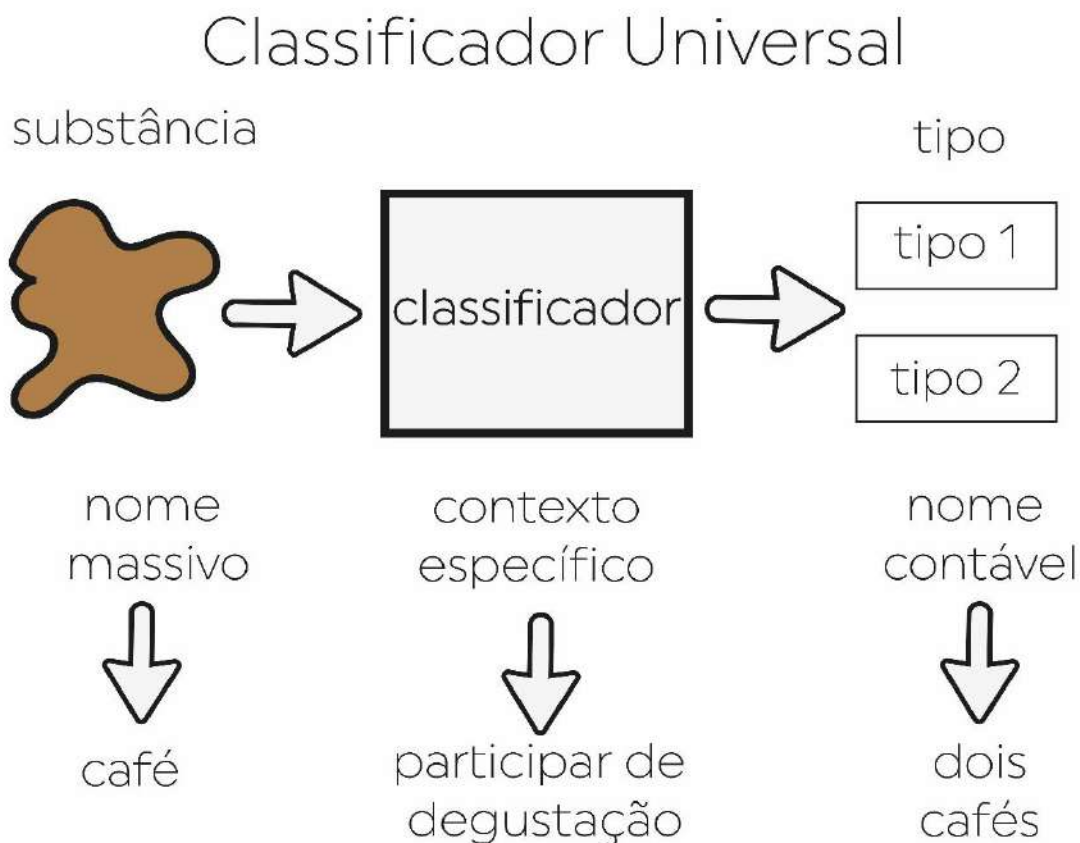 Classificador Universal
substância
tipo
classificador
tipo 1
tipo 2
nome
massivo
contexto
específico
nome
contável
café
participar de
degustação
dois
cafés